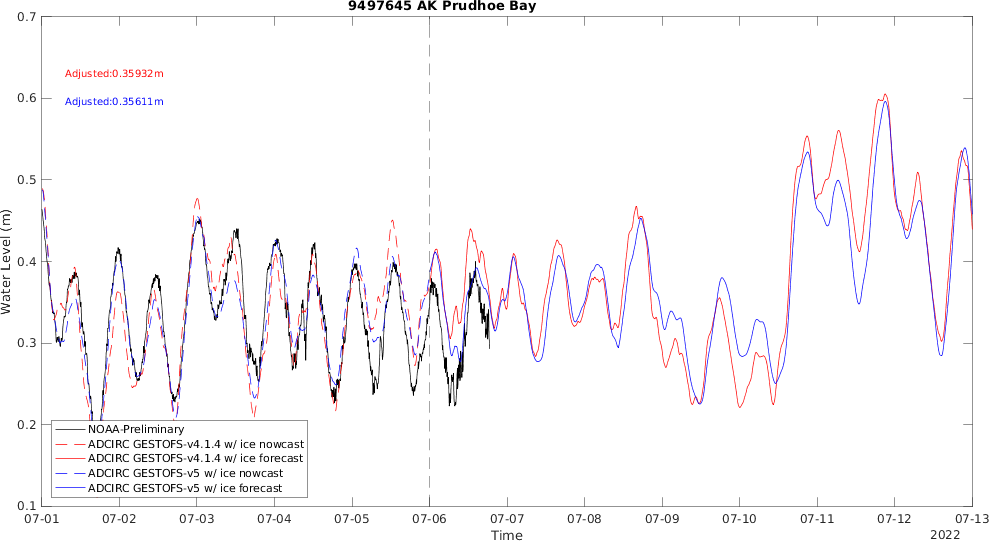 9497645 AK Prudhoe Bay
0.7
0.6
0.5
0.4
0.3
0.2
0.1
Water Level (m)
Adjusted:0.35932m
Adjusted:0.35611m
NOAA-Preliminary
ADCIRC GESTOFS-v4.1.4 w/ ice nowcast
ADCIRC GESTOFS-v4.1.4 w/ ice forecast
ADCIRC GESTOFS-v5 w/ ice nowcast
ADCIRC GESTOFS-v5 w/ ice forecast
07-01 07-02 07-03 07-04 07-05 07-06 07-07 07-08 07-09 07-10 07-11 07-12 07-13
Time
2022